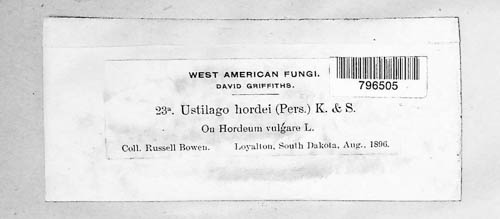 WEST AMERICAN FUNGI.
DAVID GRIFFITHS.
796505
23ª. Ustilago hordei (Pers.) K. & S.
On Hordeum vulgare L.
Coll. Russell Bowen. Loyalton, South Dakota, Aug., 1896.